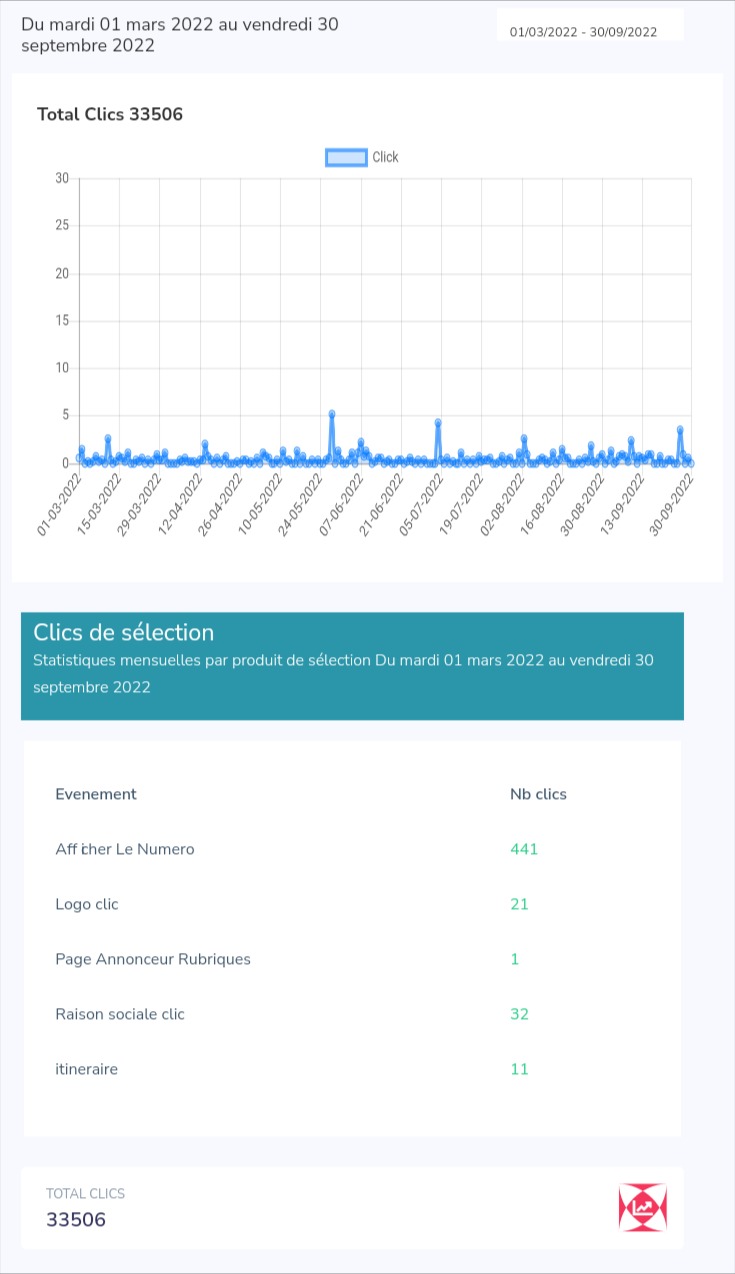 Du mardi 01 mars 2022 au vendredi 30
septembre 2022
01/03/2022 - 30/09/2022
Total Clics 33506
Click
30
25
20
15
10
5
0
01-03-2022
15-03-2022
29-03-2022
12-04-2022
26-04-2022
10-05-2022
24-05-2022
07-06-2022
21-06-2022
05-07-2022
19-07-2022
02-08-2022
16-08-2022
30-08-2022
13-09-2022
30-09-2022
Clics de sélection
Statistiques mensuelles par produit de sélection Du mardi 01 mars 2022 au vendredi 30
septembre 2022
Evenement Nb clics
Afficher Le Numero 441
Logo clic 21
Page Annonceur Rubriques 1
Raison sociale clic 32
itineraire 11
TOTAL CLICS
33506